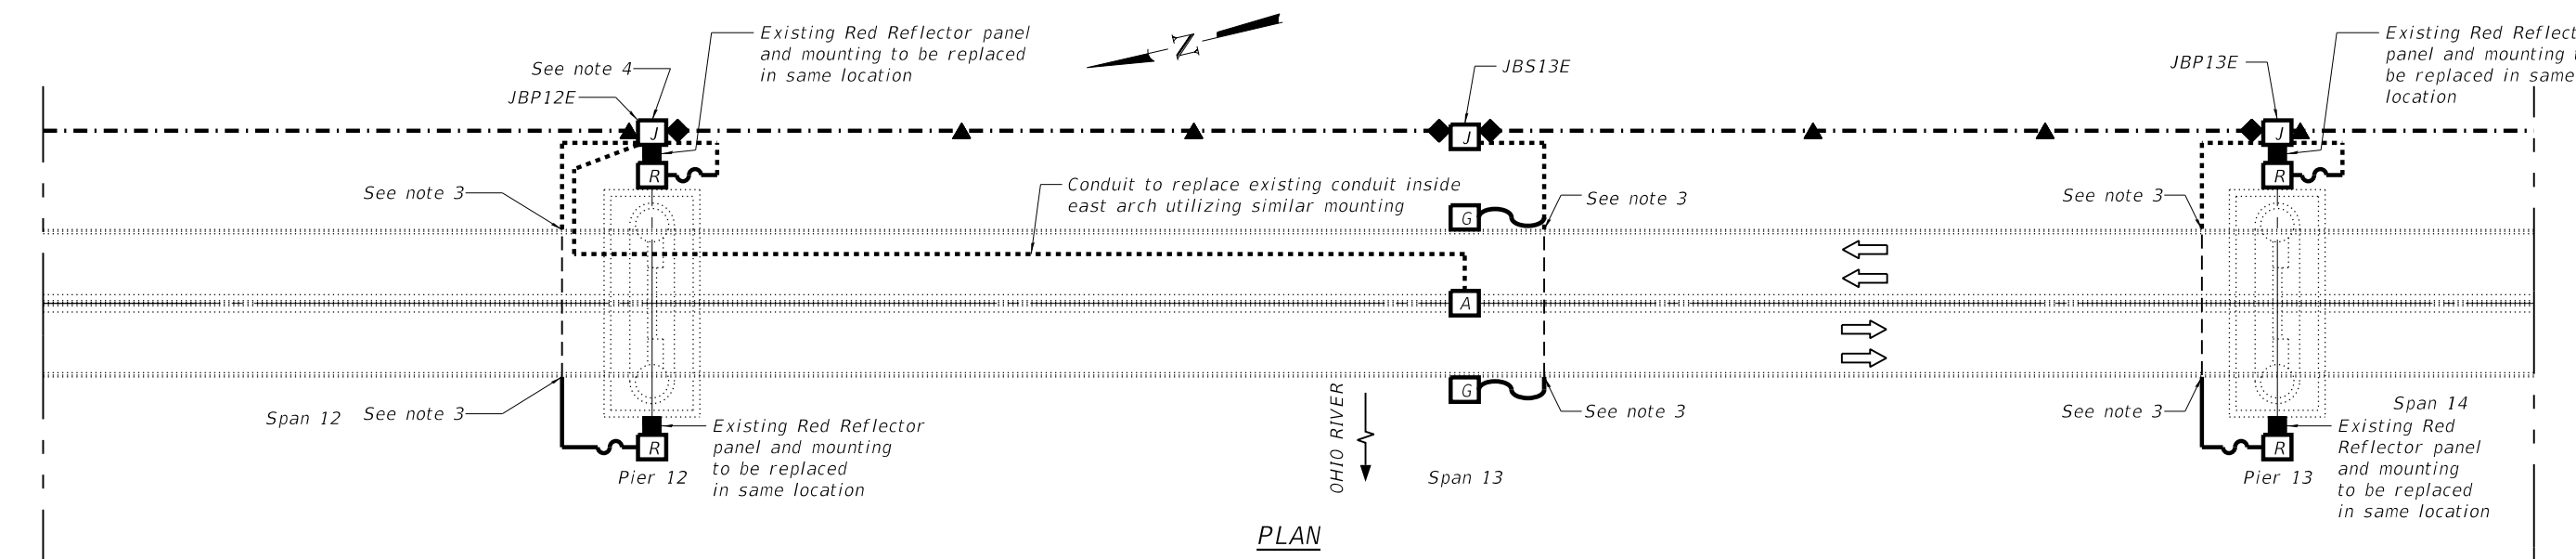 Existing Red Reflector panel
and mounting to be replaced
in same location
See note 4
JBP12E
N
JBS13E
JBP13E
Existing Red Reflect
panel and mounting
be replaced in same
location
J
J
J
R
R
See note 3
Conduit to replace existing conduit inside
east arch utilizing similar mounting
See note 3
See note 3
G
A
G
Span 12
See note 3
Existing Red Reflector
panel and mounting
to be replaced
in same location
R
Pier 12
OHIO RIVER
Span 13
See note 3
See note 3
Span 14
Existing Red
Reflector panel
and mounting
to be replaced
in same location
R
Pier 13
PLAN